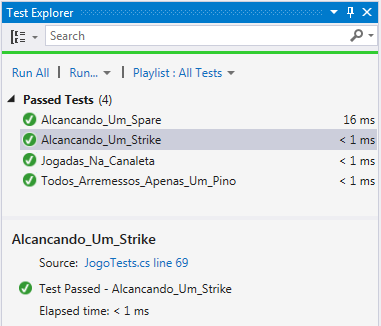 Test Explorer
Search
Run All | Run... | Playlist : All Tests
Passed Tests (4)
Alcancando_Um_Spare 16 ms
Alcancando_Um_Strike < 1 ms
Jogadas_Na_Canaleta < 1 ms
Todos_Arremessos_Apenas_Um_Pino < 1 ms
Alcancando_Um_Strike
Source: JogoTests.cs line 69
Test Passed - Alcancando_Um_Strike
Elapsed time: < 1 ms